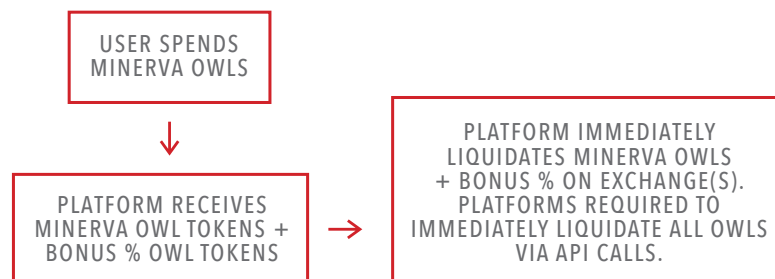 USER SPENDS
MINERVA OWLS
PLATFORM RECEIVES
MINERVA OWL TOKENS +
BONUS % OWL TOKENS
PLATFORM IMMEDIATELY
LIQUIDATES MINERVA OWLS
+ BONUS % ON EXCHANGE(S).
PLATFORMS REQUIRED TO
IMMEDIATELY LIQUIDATE ALL OWLS
VIA API CALLS.